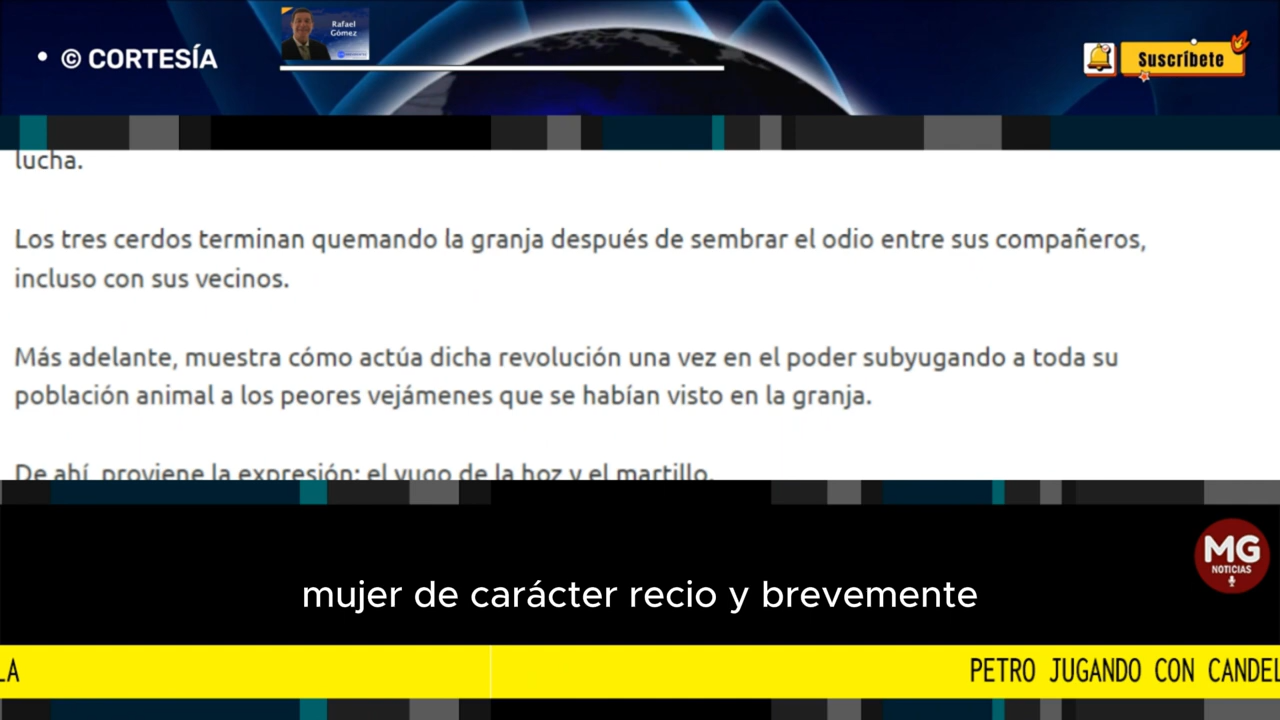 • © CORTESÍA
Rafael
Gómez
Suscríbete
lucha.
Los tres cerdos terminan quemando la granja después de sembrar el odio entre sus compañeros,
incluso con sus vecinos.
Más adelante, muestra cómo actúa dicha revolución una vez en el poder subyugando a toda su
población animal a los peores vejámenes que se habían visto en la granja.
De ahí, proviene la expresión: el yugo de la hoz y el martillo.
MG
NOTICIAS
mujer de carácter recio y brevemente
LA
PETRO JUGANDO CON CANDEL